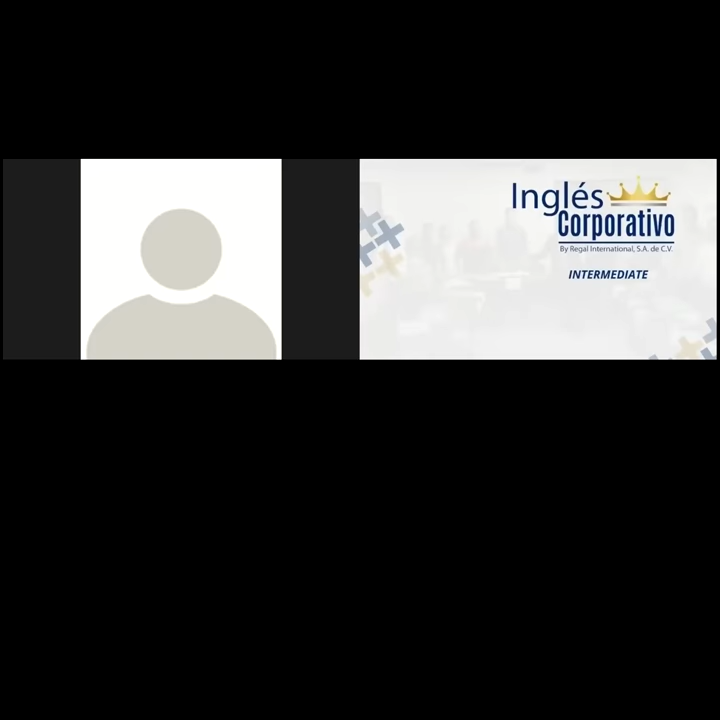 Inglés
Corporativo
By Regal International, S.A. de C.V.
INTERMEDIATE